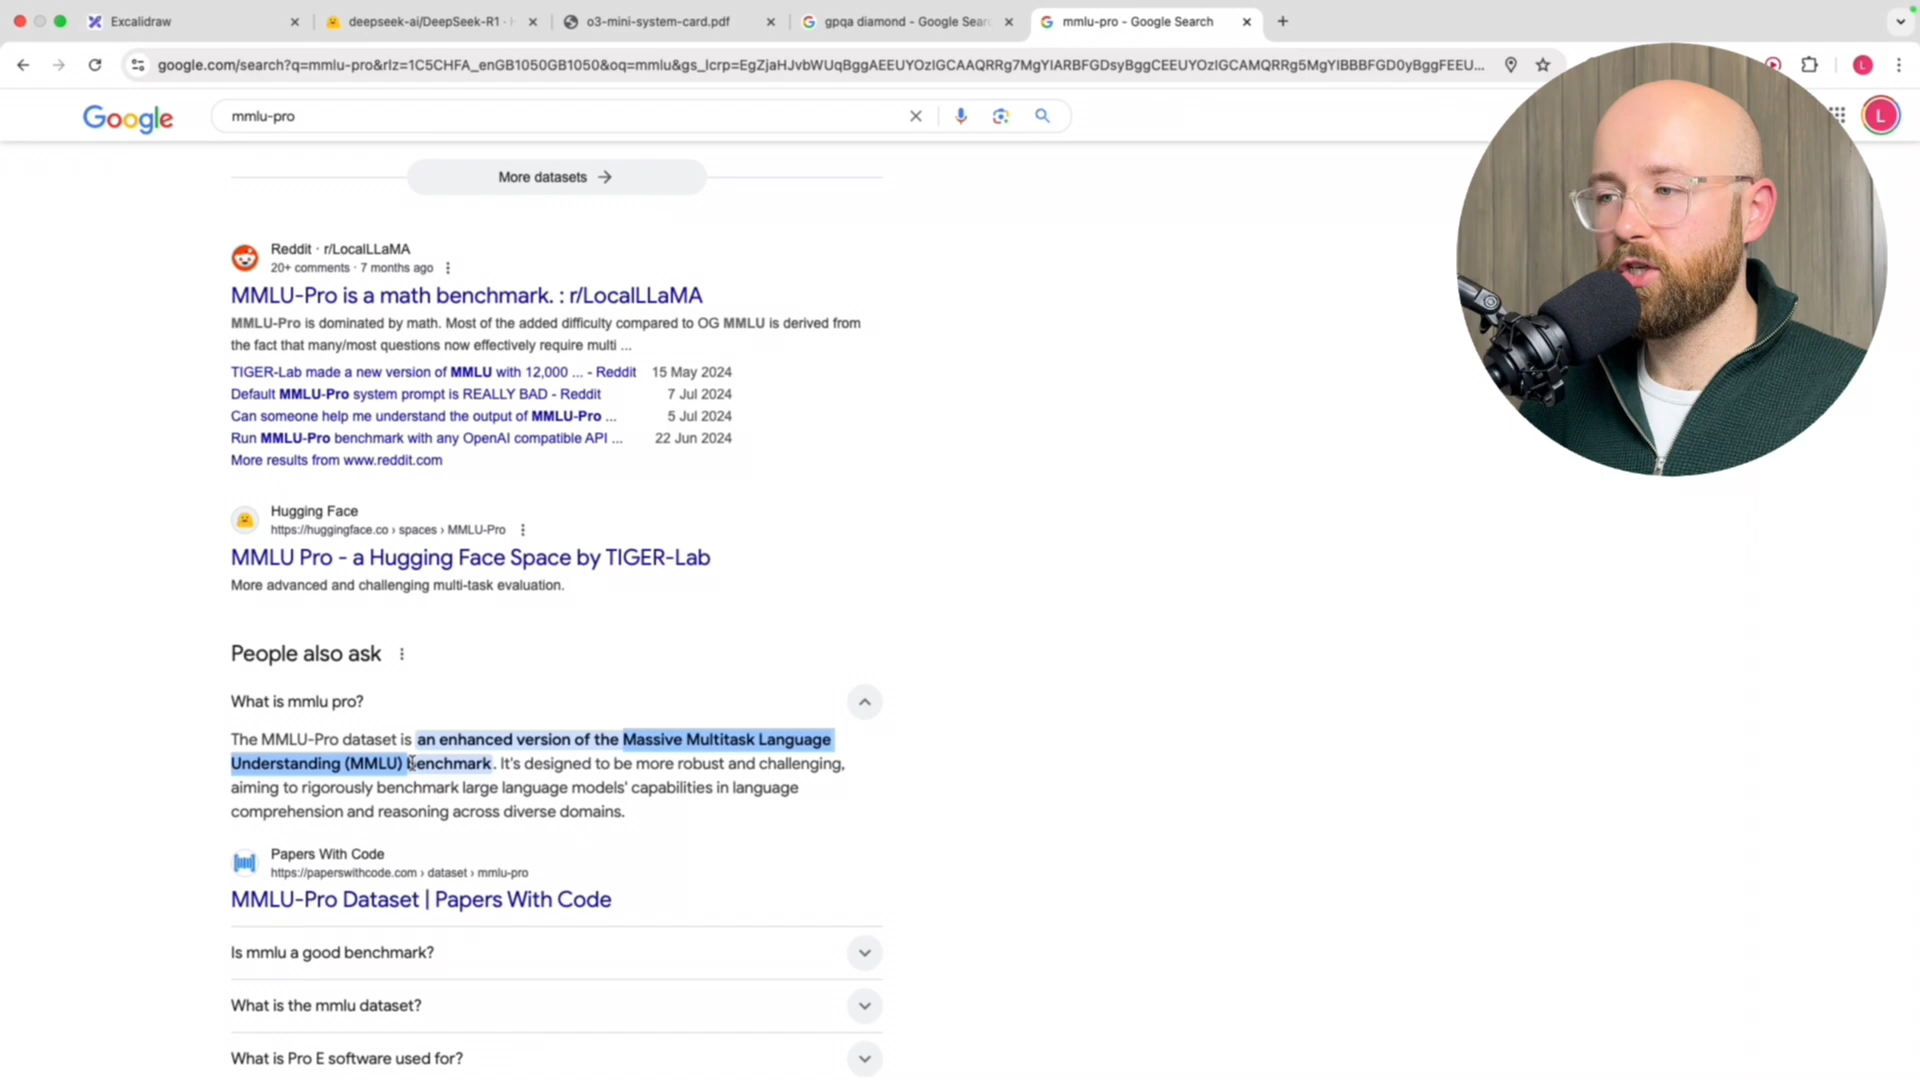 Excalidraw
deepseek-ai/DeepSeek-R1 ·
o3-mini-system-card.pdf
gpqa diamond - Google Sear
mmlu-pro - Google Search
google.com/search?q=mmlu-pro&rlz=1C5CHFA_enGB1050GB1050&oq=mmlu&gs_lcrp=EgZjaHJvbWUqBggAEEUYOzIGCAAQRRg7MgYIARBFGDsyBggCEEUYOzIGCAMQRRg5MgYIBBBFGD0yBggFEEU...
L
Google
mmlu-pro
L
More datasets
Reddit · r/LocalLLaMA
20+ comments · 7 months ago
MMLU-Pro is a math benchmark. : r/LocalLLaMA
MMLU-Pro is dominated by math. Most of the added difficulty compared to OG MMLU is derived from
the fact that many/most questions now effectively require multi ...
TIGER-Lab made a new version of MMLU with 12,000 ... - Reddit 15 May 2024
Default MMLU-Pro system prompt is REALLY BAD - Reddit 7 Jul 2024
Can someone help me understand the output of MMLU-Pro ... 5 Jul 2024
Run MMLU-Pro benchmark with any OpenAI compatible API ... 22 Jun 2024
More results from www.reddit.com
Hugging Face
https://huggingface.co › spaces › MMLU-Pro
MMLU Pro - a Hugging Face Space by TIGER-Lab
More advanced and challenging multi-task evaluation.
People also ask
What is mmlu pro?
The MMLU-Pro dataset is an enhanced version of the Massive Multitask Language
Understanding (MMLU) benchmark. It's designed to be more robust and challenging,
aiming to rigorously benchmark large language models' capabilities in language
comprehension and reasoning across diverse domains.
Papers With Code
https://paperswithcode.com › dataset › mmlu-pro
MMLU-Pro Dataset | Papers With Code
Is mmlu a good benchmark?
What is the mmlu dataset?
What is Pro E software used for?